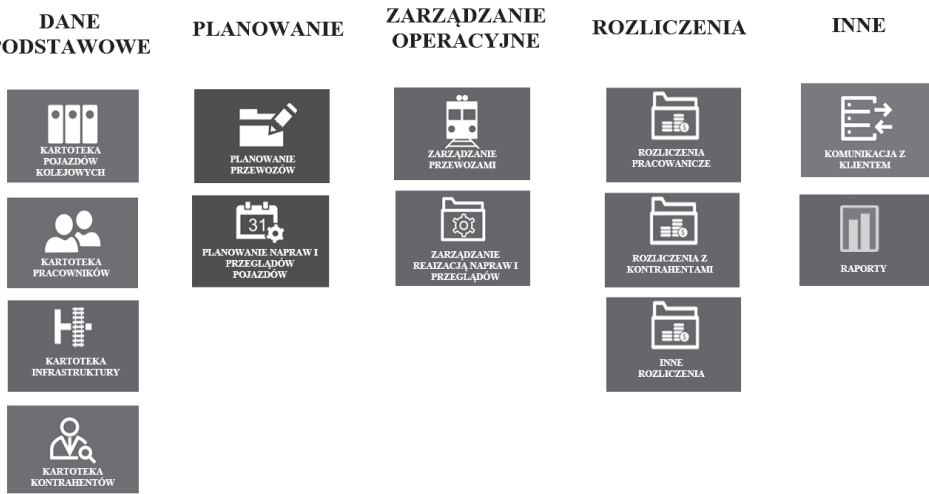 DANE
PODSTAWOWE
KARTOTEKA
POJAZDÓW
KOLEJOWYCH
KARTOTEKA
PRACOWNIKÓW
KARTOTEKA
INFRASTRUKTURY
KARTOTEKA
KONTRAHENTÓW
PLANOWANIE
PLANOWANIE
PRZEWOZÓW
31
PLANOWANIE NAPRAW I
PRZEGLĄDÓW
POJAZDÓW
ZARZĄDZANIE
OPERACYJNE
ZARZĄDZANIE
PRZEWOZAMI
ZARZĄDZANIE
REAIZACJĄ NAPRAW I
PRZEGLĄDÓW
ROZLICZENIA
ROZLICZENIA
PRACOWANICZE
ROZLICZENIA Z
KONTRAHENTAMI
INNE
ROZLICZENIA
INNE
KOMUNIKACJA Z
KLIENTEM
RAPORTY